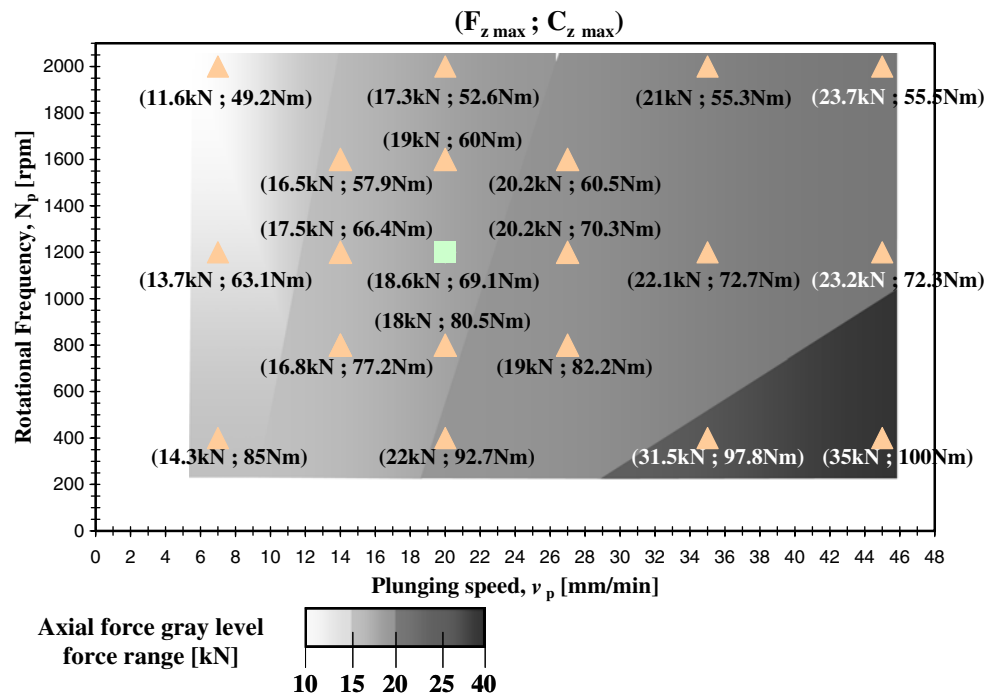 (F z max ; C z max)
Rotational Frequency, N p [rpm]
2000
1800
1600
1400
1200
1000
800
600
400
200
0
(11.6kN ; 49.2Nm)
(17.3kN ; 52.6Nm)
(21kN ; 55.3Nm)
(23.7kN ; 55.5Nm)
(19kN ; 60Nm)
(16.5kN ; 57.9Nm)
(20.2kN ; 60.5Nm)
(17.5kN ; 66.4Nm)
(20.2kN ; 70.3Nm)
(13.7kN ; 63.1Nm)
(18.6kN ; 69.1Nm)
(22.1kN ; 72.7Nm)
(23.2kN ; 72.3Nm)
(18kN ; 80.5Nm)
(16.8kN ; 77.2Nm)
(19kN ; 82.2Nm)
(14.3kN ; 85Nm)
(22kN ; 92.7Nm)
(31.5kN ; 97.8Nm)
(35kN ; 100Nm)
0 2 4 6 8 10 12 14 16 18 20 22 24 26 28 30 32 34 36 38 40 42 44 46 48
Plunging speed, v p [mm/min]
Axial force gray level
force range [kN]
10 15 20 25 40